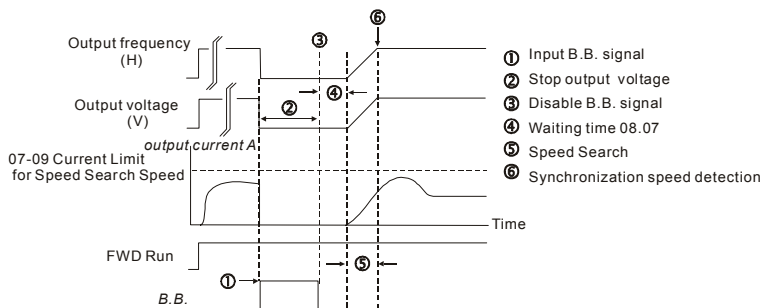 Output frequency
(H)
Output voltage
(V)
output current A
07-09 Current Limit
for Speed Search Speed
FWD Run
B.B.
Time
①
②
③
④
⑤
⑥
① Input B.B. signal
② Stop output voltage
③ Disable B.B. signal
④ Waiting time 08.07
⑤ Speed Search
⑥ Synchronization speed detection